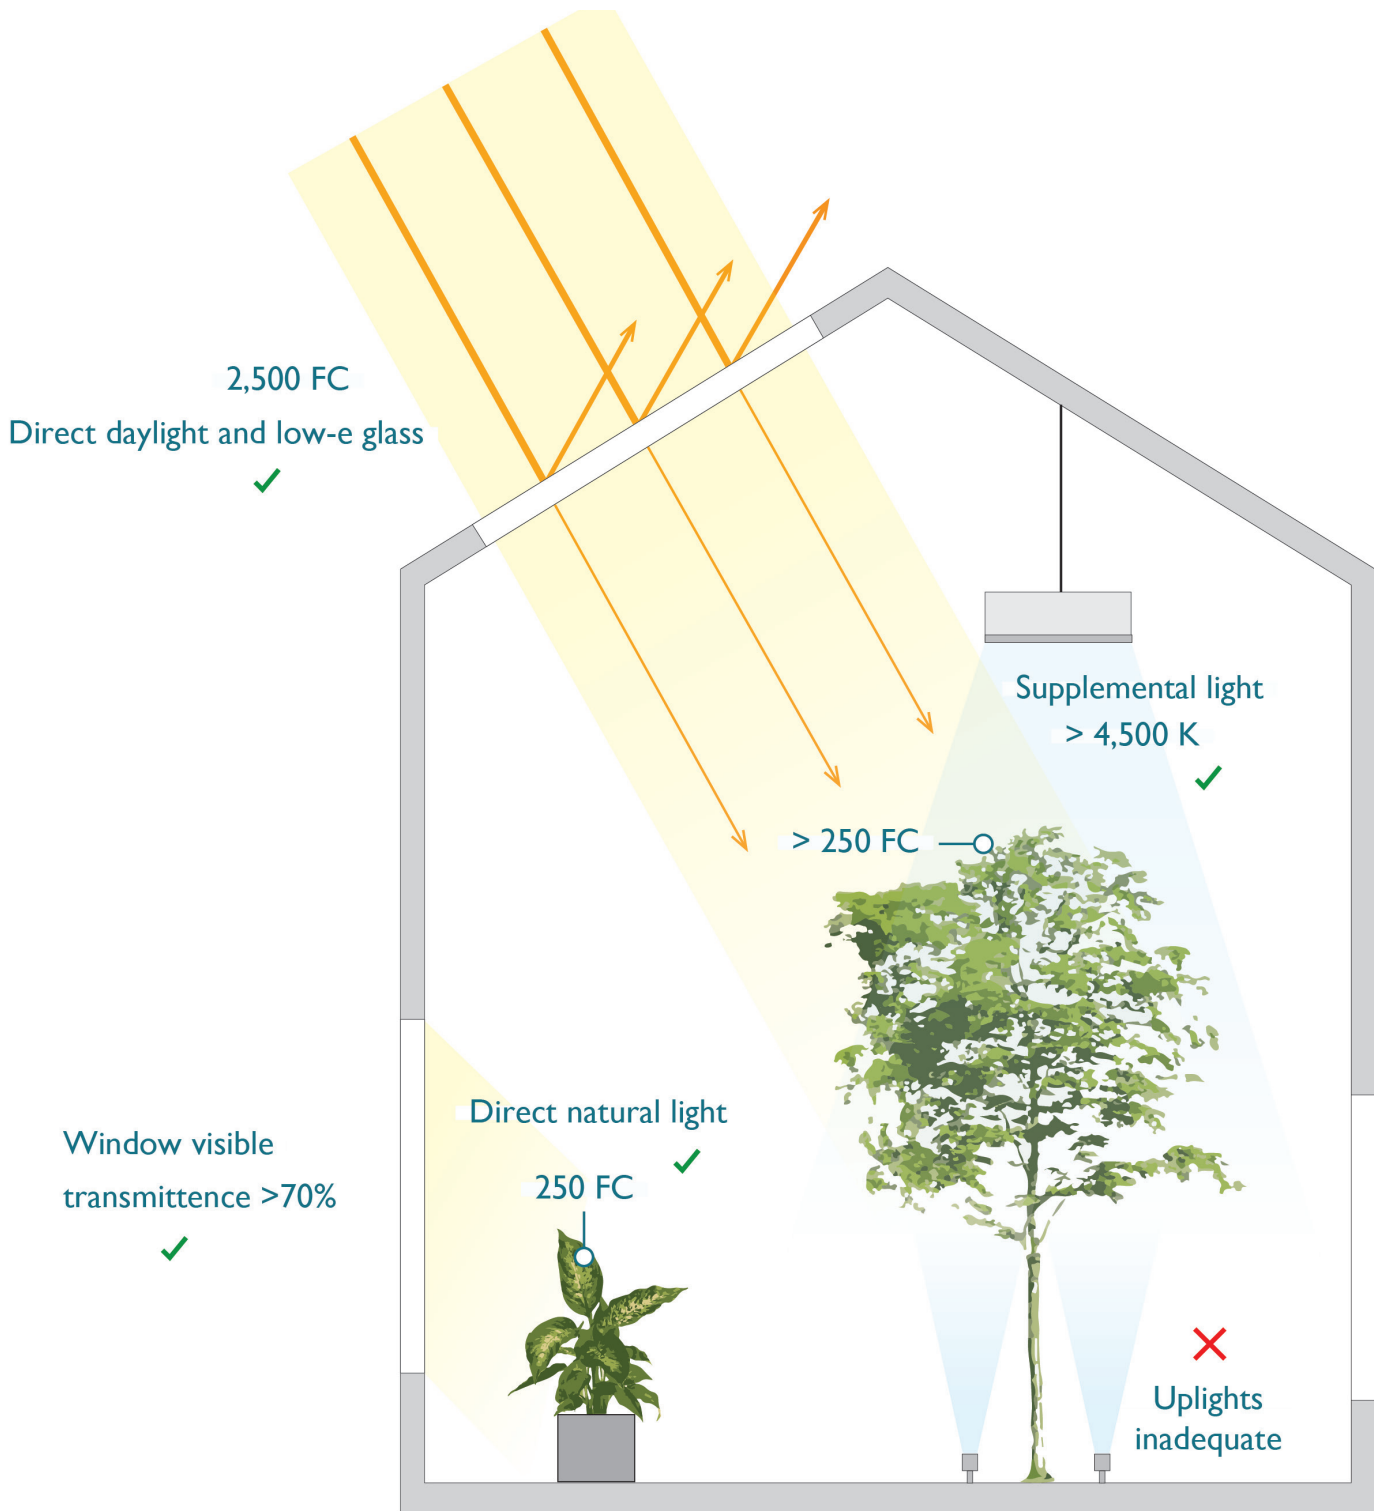 2,500 FC
Direct daylight and low-e glass
Supplemental light
> 4,500 K
> 250 FC
Direct natural light
250 FC
Window visible
transmittence >70%
Uplights
inadequate